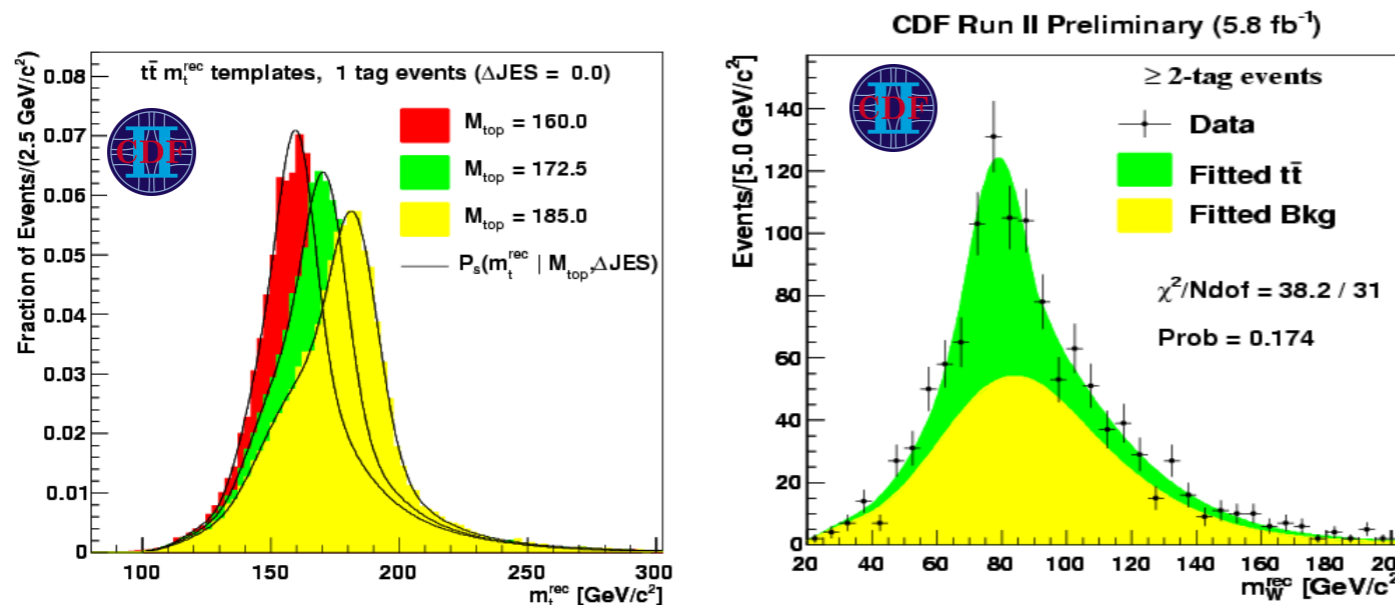 tt̄ m_t^rec templates, 1 tag events (ΔJES = 0.0)
CDF II
M_top = 160.0
M_top = 172.5
M_top = 185.0
P_s(m_t^rec | M_top,ΔJES)
Fraction of Events/(2.5 GeV/c²)
0.08
0.07
0.06
0.05
0.04
0.03
0.02
0.01
0
100 150 200 250 300
m_t^rec [GeV/c²]
CDF Run II Preliminary (5.8 fb⁻¹)
CDF II
≥ 2-tag events
Data
Fitted tt̄
Fitted Bkg
χ²/Ndof = 38.2 / 31
Prob = 0.174
Events/[5.0 GeV/c²]
140
120
100
80
60
40
20
0
20 40 60 80 100 120 140 160 180 200
m_W^rec [GeV/c²